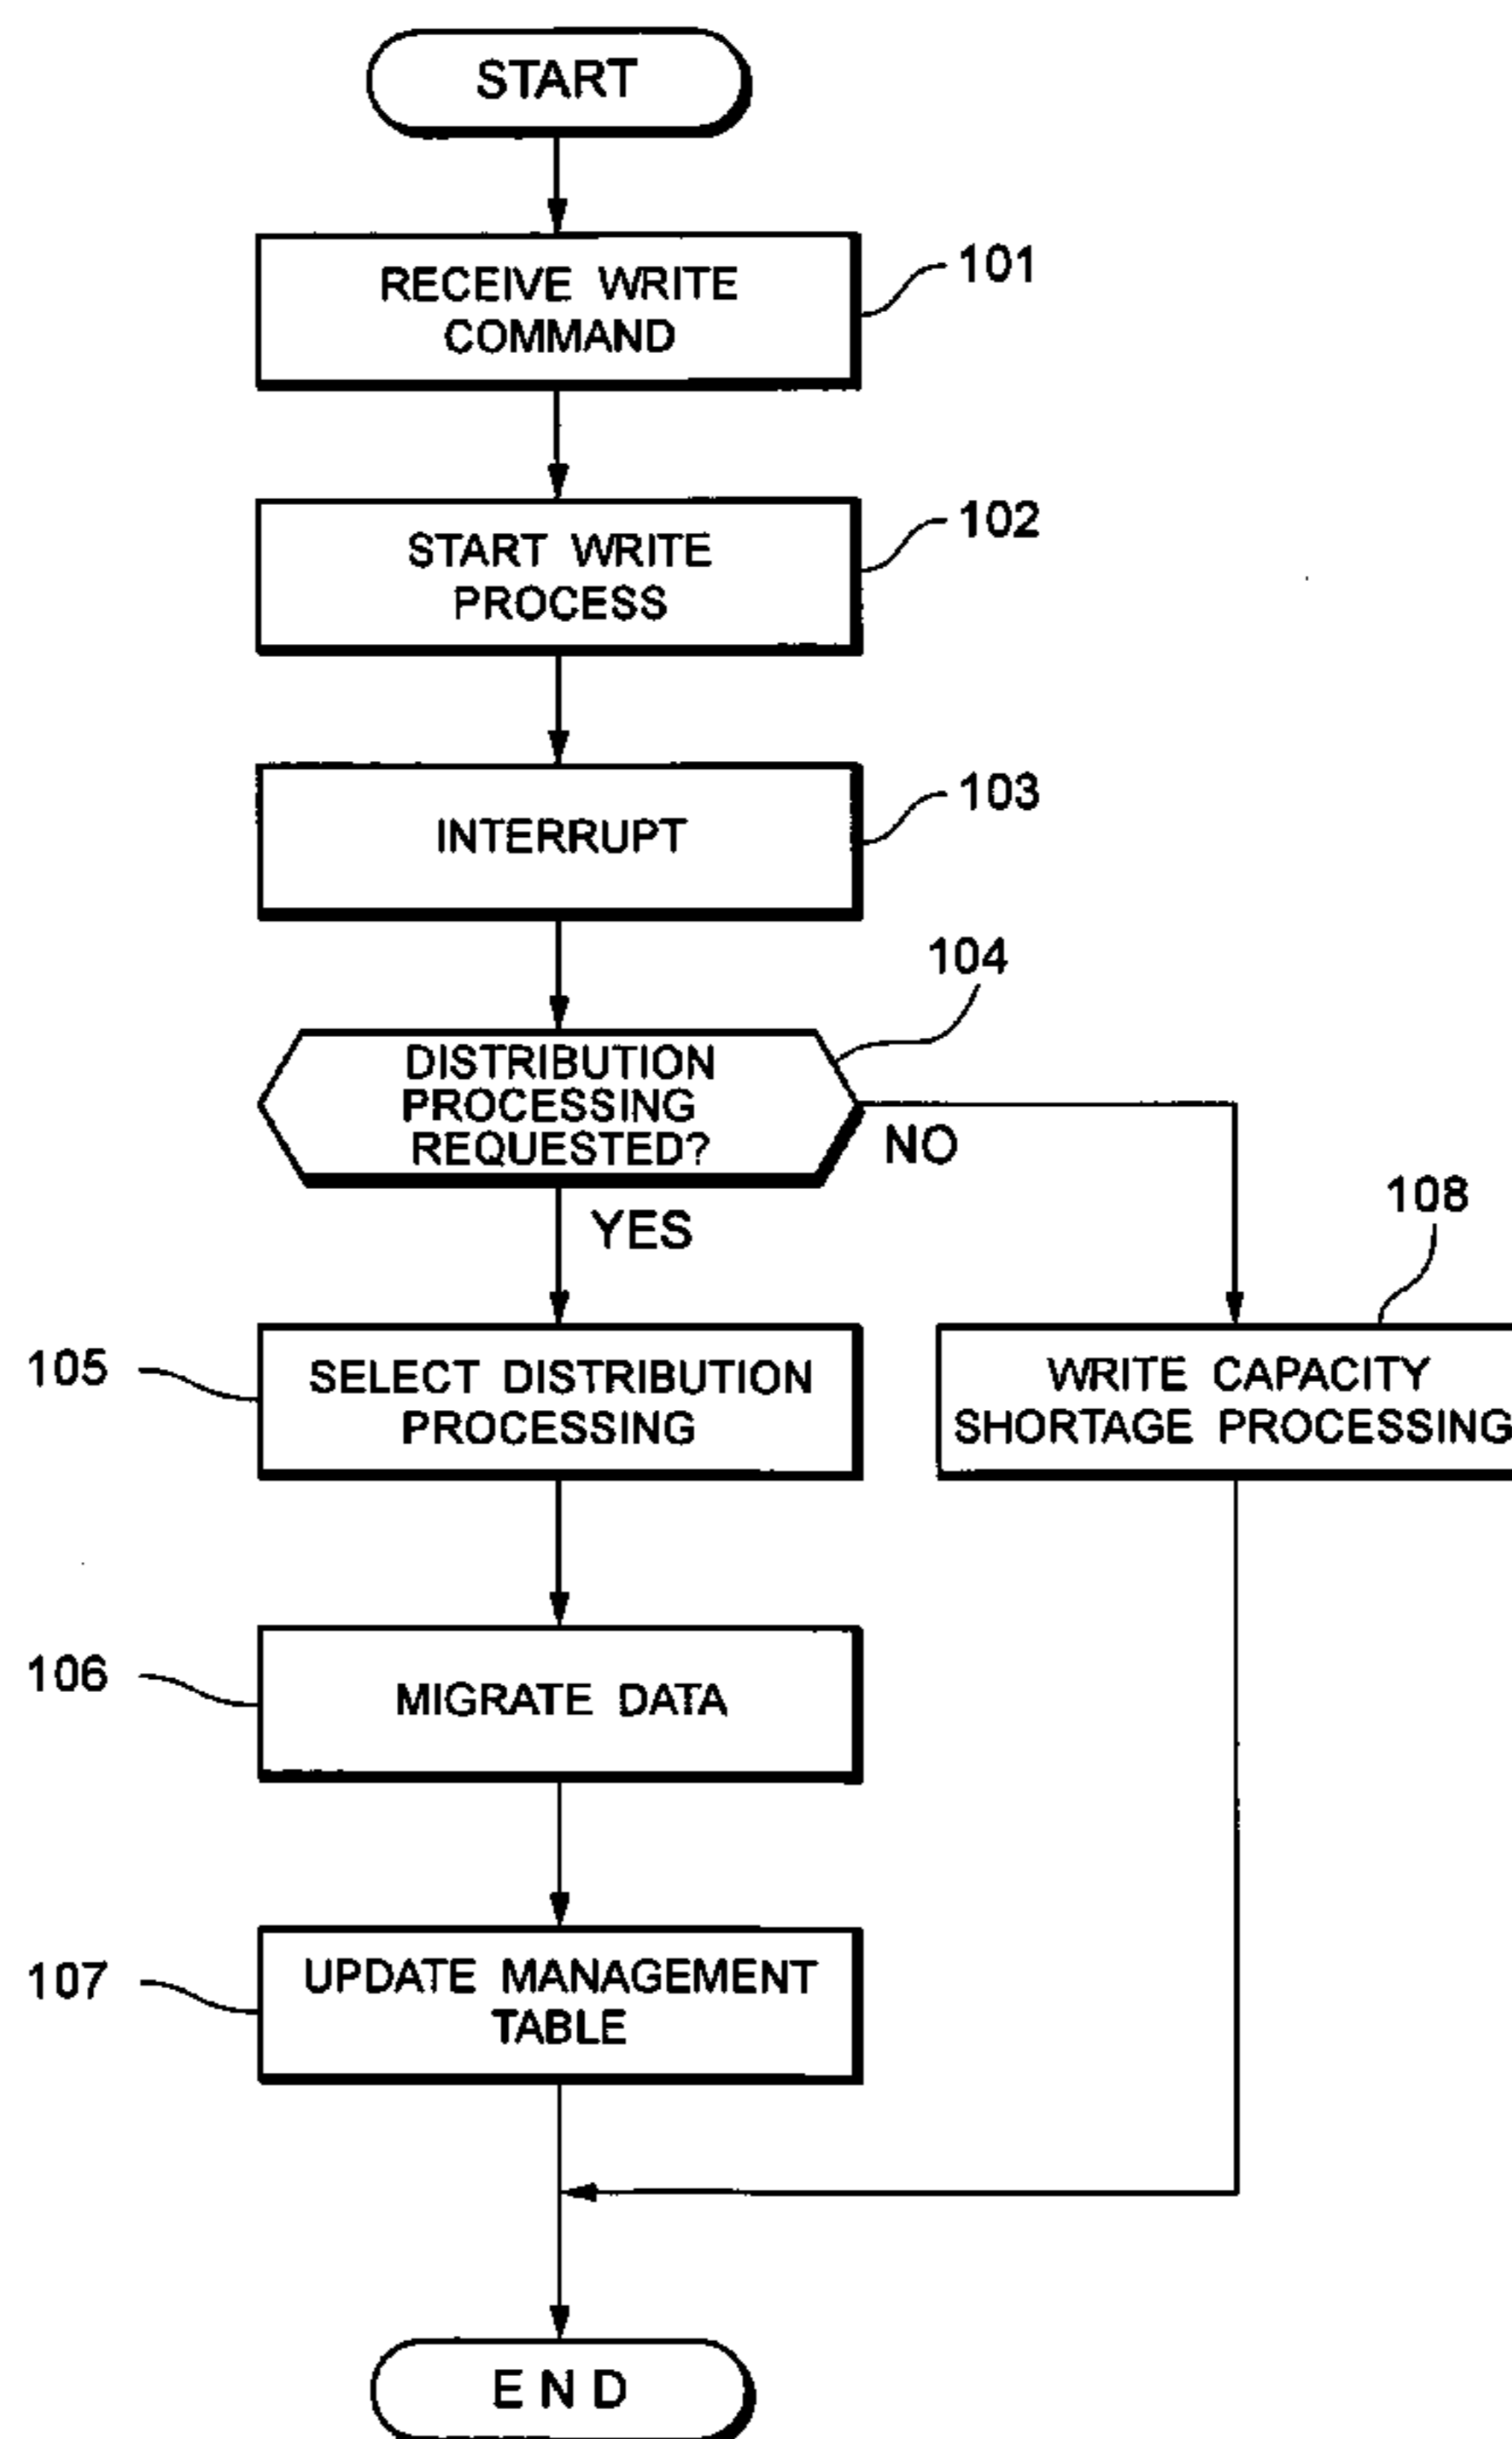 START
RECEIVE WRITE
COMMAND
101
START WRITE
PROCESS
102
INTERRUPT
103
104
DISTRIBUTION
PROCESSING
REQUESTED?
NO
YES
108
105
SELECT DISTRIBUTION
PROCESSING
WRITE CAPACITY
SHORTAGE PROCESSING
106
MIGRATE DATA
107
UPDATE MANAGEMENT
TABLE
END